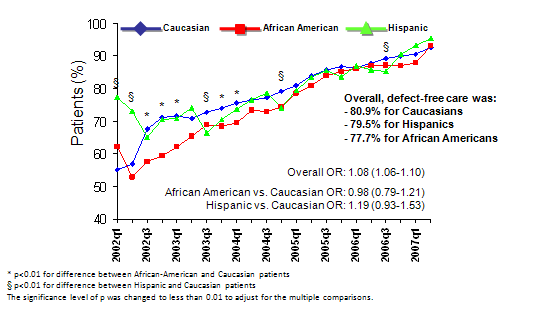 Caucasian African American Hispanic
Patients (%)
100
90
80
70
60
50
40
§ § * * * § * * § §
Overall, defect-free care was:
- 80.9% for Caucasians
- 79.5% for Hispanics
- 77.7% for African Americans
Overall OR: 1.08 (1.06-1.10)
African American vs. Caucasian OR: 0.98 (0.79-1.21)
Hispanic vs. Caucasian OR: 1.19 (0.93-1.53)
2002q1 2002q3 2003q1 2003q3 2004q1 2004q3 2005q1 2005q3 2006q1 2006q3 2007q1
* p<0.01 for difference between African-American and Caucasian patients
§ p<0.01 for difference between Hispanic and Caucasian patients
The significance level of p was changed to less than 0.01 to adjust for the multiple comparisons.